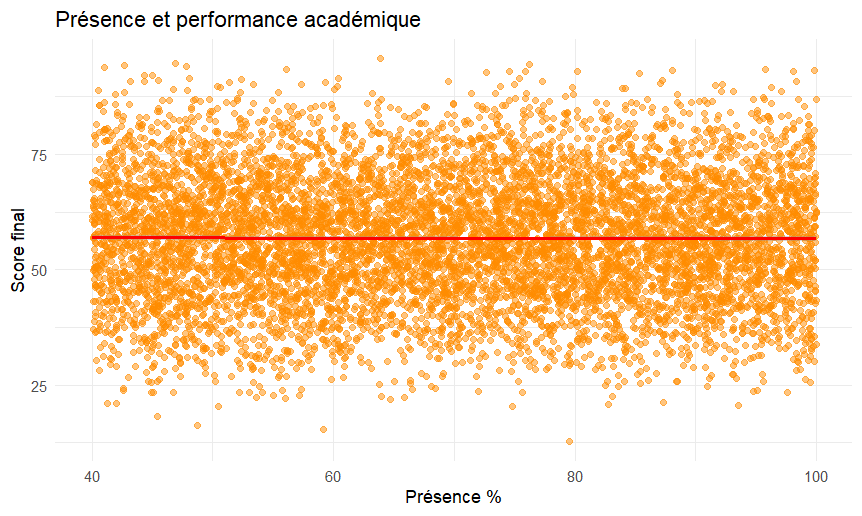 Présence et performance académique
Score final
75
50
25
40 60 80 100
Présence %